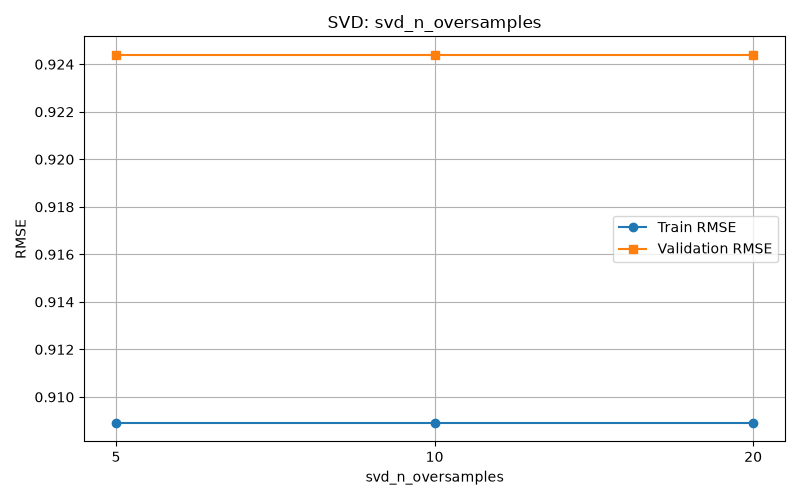 SVD: svd_n_oversamples
0.924
0.922
0.920
0.918
0.916
0.914
0.912
0.910
RMSE
Train RMSE
Validation RMSE
5
10
20
svd_n_oversamples